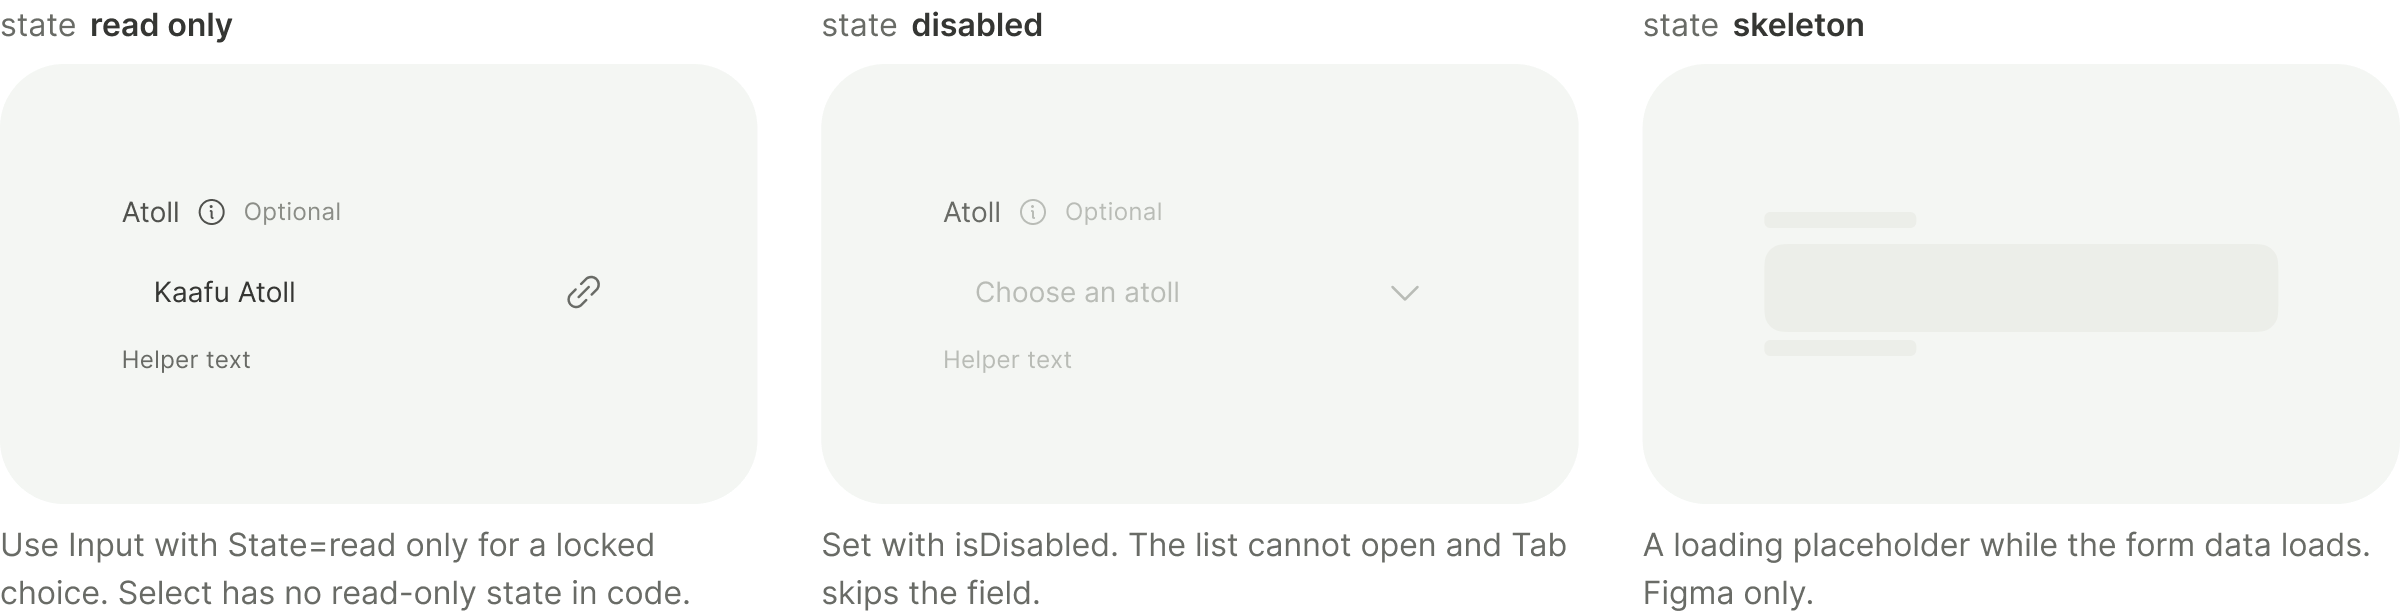 state read only
Atoll Optional
Kaafu Atoll
Helper text
Use Input with State=read only for a locked
choice. Select has no read-only state in code.
state disabled
Atoll Optional
Choose an atoll
Helper text
Set with isDisabled. The list cannot open and Tab
skips the field.
state skeleton
A loading placeholder while the form data loads.
Figma only.